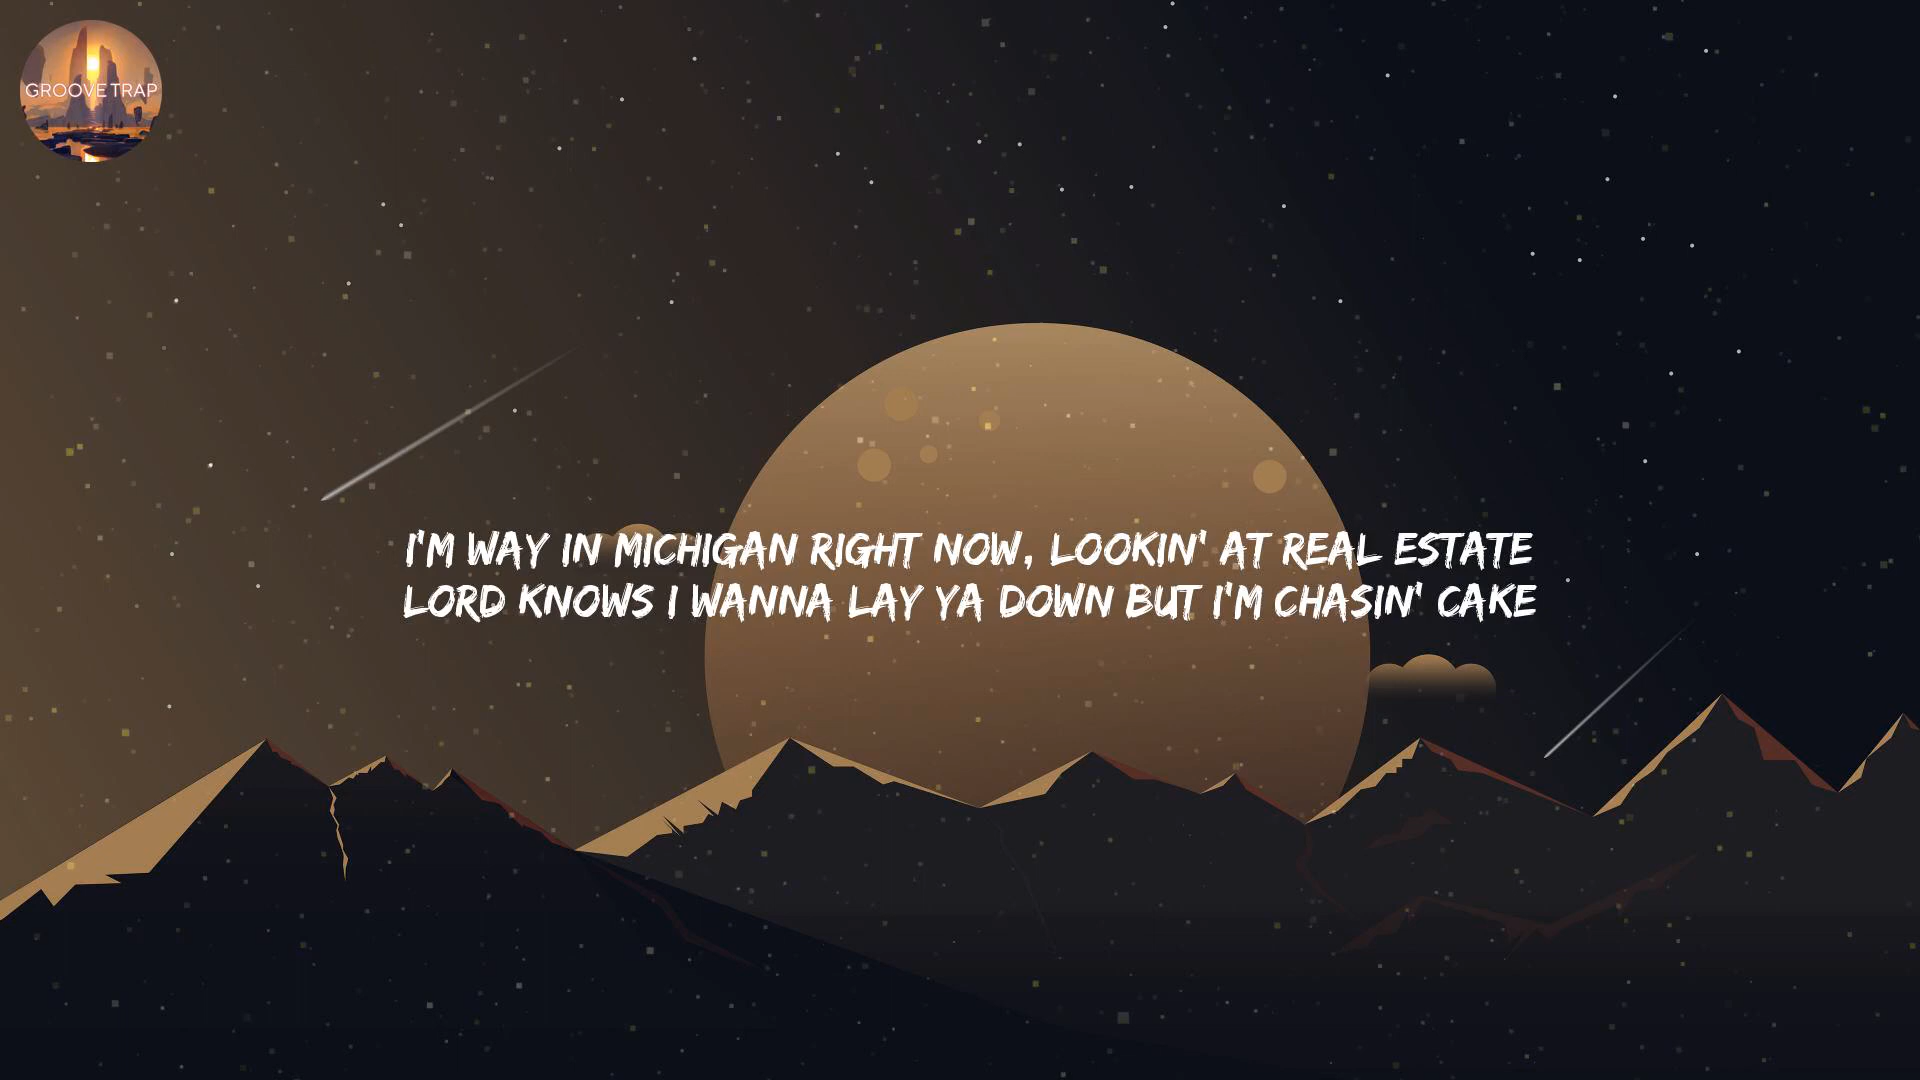 GROOVE TRAP
I'M WAY IN MICHIGAN RIGHT NOW, LOOKIN' AT REAL ESTATE
LORD KNOWS I WANNA LAY YA DOWN BUT I'M CHASIN' CAKE